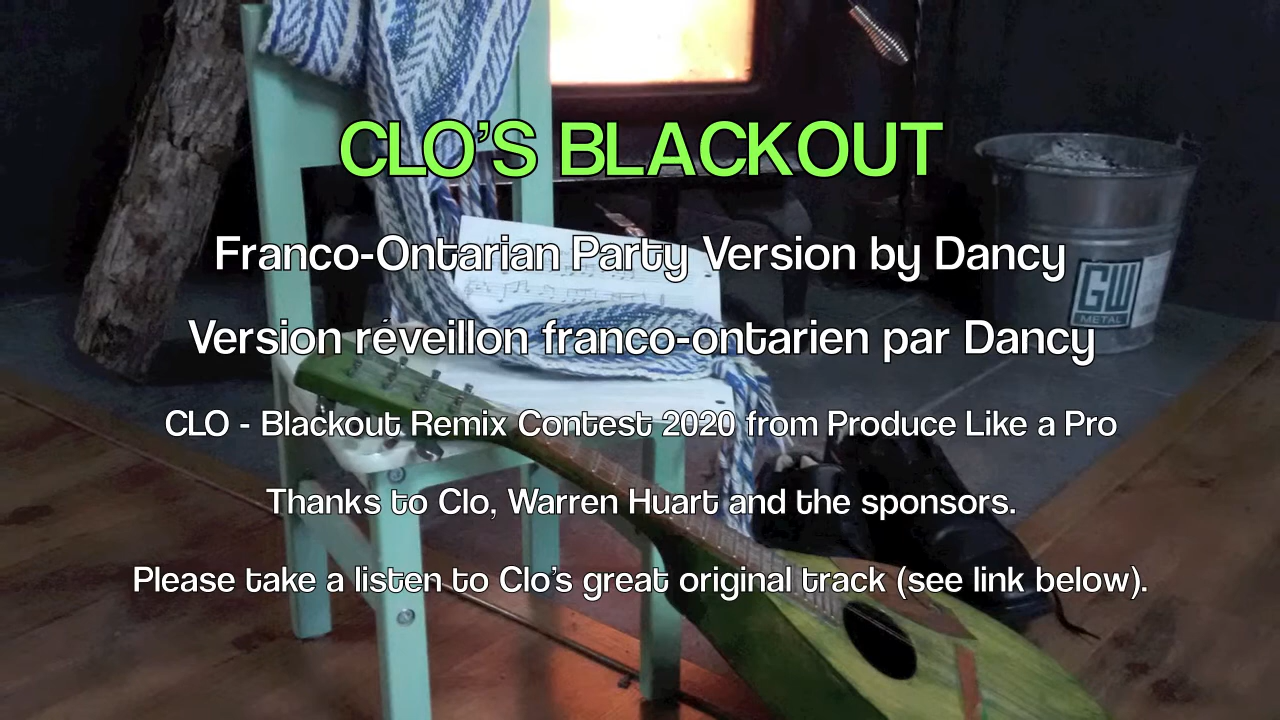 CLO'S BLACKOUT
Franco-Ontarian Party Version by Dancy
Version réveillon franco-ontarien par Dancy
GW
METAL
CLO - Blackout Remix Contest 2020 from Produce Like a Pro
Thanks to Clo, Warren Huart and the sponsors.
Please take a listen to Clo's great original track (see link below).